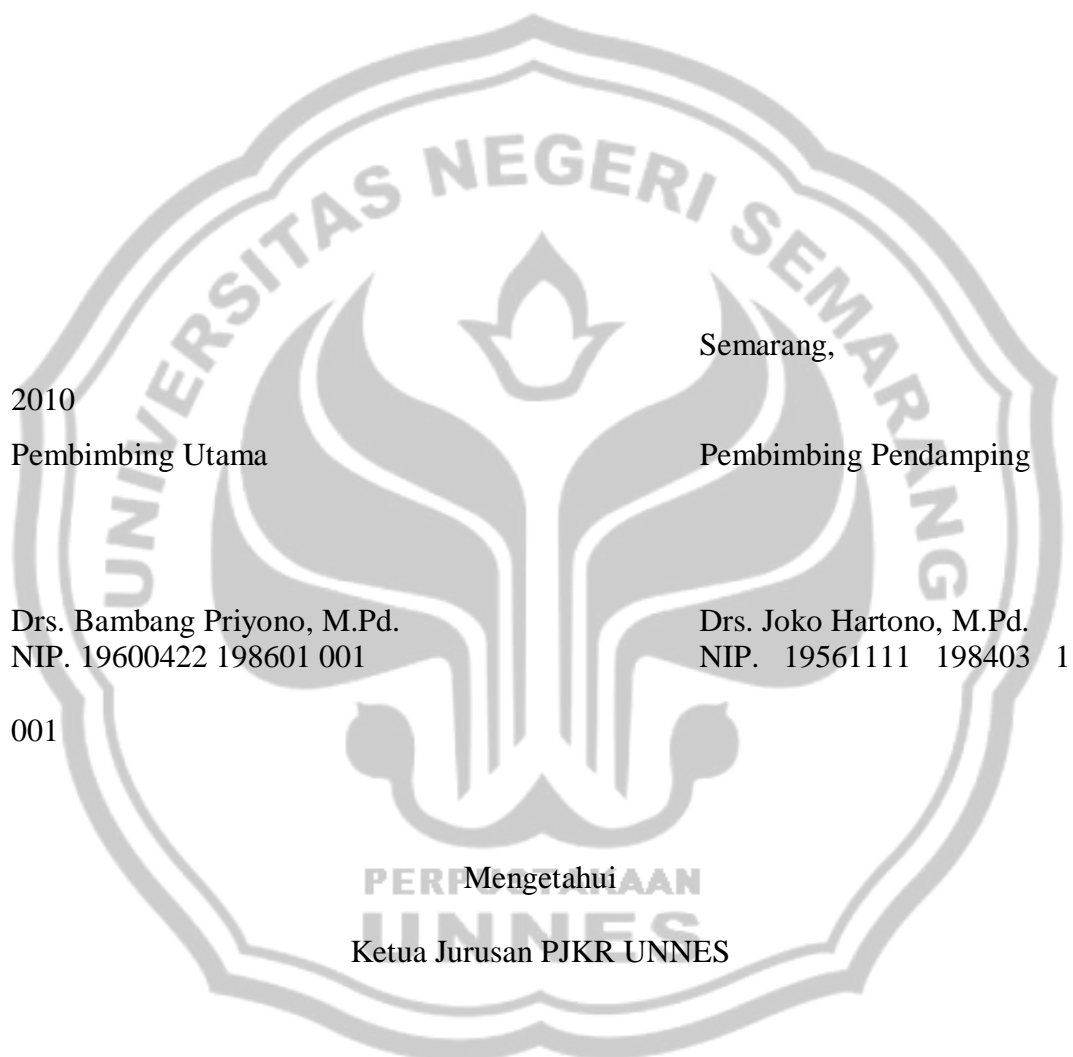 UNIVERSITAS NEGERI SEMARANG
Semarang,
2010
Pembimbing Utama Pembimbing Pendamping
Drs. Bambang Priyono, M.Pd. Drs. Joko Hartono, M.Pd.
NIP. 19600422 198601 001 NIP. 19561111 198403 1
001
Mengetahui
PERPUSTAKAAN
UNNES
Ketua Jurusan PJKR UNNES